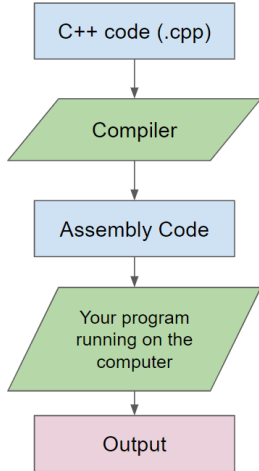 C++ code (.cpp)
Compiler
Assembly Code
Your program
running on the
computer
Output